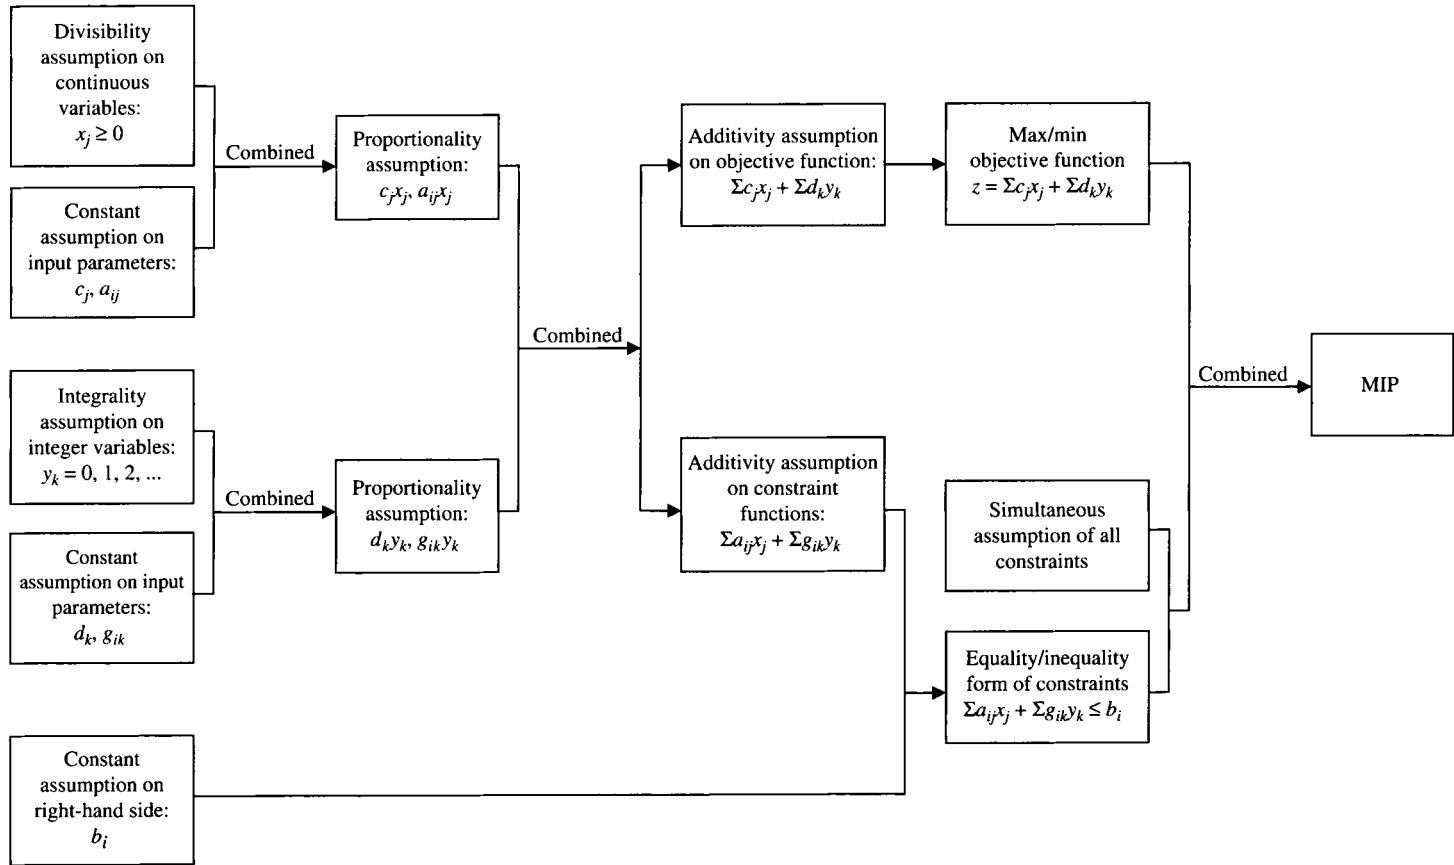 Divisibility
assumption on
continuous
variables:
x_j ≥ 0
Constant
assumption on
input parameters:
c_j, a_ij
Combined
Proportionality
assumption:
c_jx_j, a_ijx_j
Integrality
assumption on
integer variables:
y_k = 0, 1, 2, ...
Constant
assumption on input
parameters:
d_k, g_ik
Combined
Proportionality
assumption:
d_ky_k, g_iky_k
Constant
assumption on
right-hand side:
b_i
Combined
Additivity assumption
on objective function:
Σc_jx_j + Σd_ky_k
Additivity assumption
on constraint
functions:
Σa_ijx_j + Σg_iky_k
Max/min
objective function
z = Σc_jx_j + Σd_ky_k
Simultaneous
assumption of all
constraints
Equality/inequality
form of constraints
Σa_ijx_j + Σg_iky_k ≤ b_i
Combined
MIP